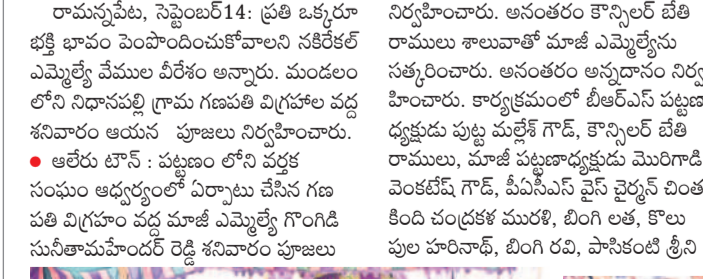 రామన్నపేట, సెప్టెంబర్14: ప్రతి ఒక్కరూ
భక్తి భావం పెంపొందించుకోవాలని నకిరేకల్
ఎమ్మెల్యే వేముల వీరేశం అన్నారు. మండలం
లోని నిధానపల్లి గ్రామ గణపతి విగ్రహాల వద్ద
శనివారం ఆయన పూజలు నిర్వహించారు.
● ఆలేరు టౌన్ : పట్టణం లోని వర్తక
సంఘం ఆధ్వర్యంలో ఏర్పాటు చేసిన గణ
పతి విగ్రహం వద్ద మాజీ ఎమ్మెల్యే గొంగిడి
సునీతామహేందర్ రెడ్డి శనివారం పూజలు
నిర్వహించారు. అనంతరం కౌన్సిలర్ బేతి
రాములు శాలువాతో మాజీ ఎమ్మెల్యేను
సత్కరించారు. అనంతరం అన్నదానం నిర్వ
హించారు. కార్యక్రమంలో బీఆర్ఎస్ పట్టణా
ధ్యక్షుడు పుట్ట మల్లేశ్ గౌడ్, కౌన్సిలర్ బేతి
రాములు, మాజీ పట్టణాధ్యక్షుడు మొరిగాడి
వెంకటేష్ గౌడ్, పీఏసీఎస్ వైస్ చైర్మన్ చింత
కింది చంద్రకళ మురళి, బింగి లత, కొలు
పుల హరినాథ్, బింగి రవి, పాసికంటి శ్రీని